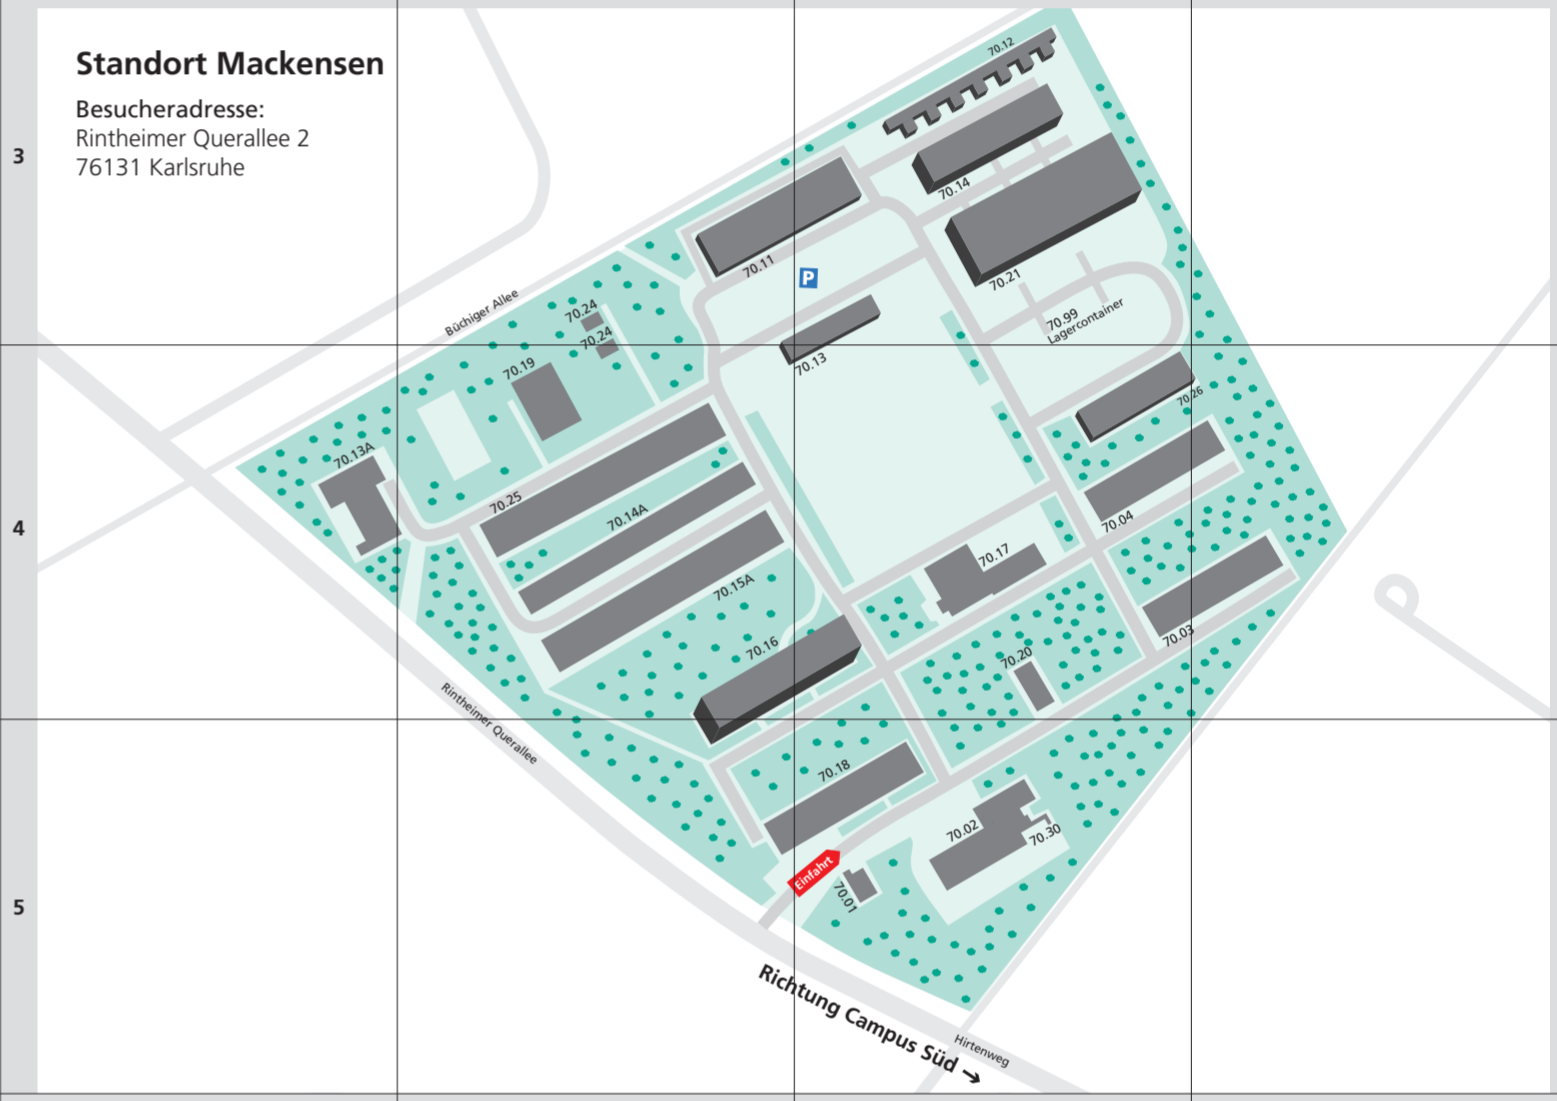 Standort Mackensen
Besucheradresse:
Rintheimer Querallee 2
76131 Karlsruhe
3
4
5
70.12
70.14
70.11
P
70.21
70.99
Lagercontainer
Büchiger Allee
70.24
70.24
70.19
70.13
70.26
70.13A
70.25
70.14A
70.04
70.17
70.15A
70.03
70.16
70.20
Rintheimer Querallee
70.18
70.02
70.30
Einfahrt
70.01
Richtung Campus Süd →
Hirtenweg